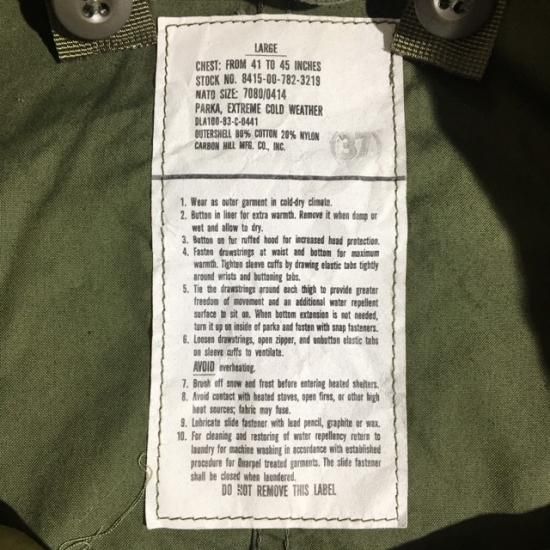 LARGE
CHEST: FROM 41 TO 45 INCHES
STOCK NO. 8415-00-782-3219
NATO SIZE: 7080/0414
PARKA, EXTREME COLD WEATHER
DLA100-83-C-0441
OUTERSHELL 80% COTTON 20% NYLON
CARBON HILL MFG. CO., INC.
37
1. Wear as outer garment in cold-dry climate.
2. Button in liner for extra warmth. Remove it when damp or
wet and allow to dry.
3. Button on fur ruffed hood for increased head protection.
4. Fasten drawstrings at waist and bottom for maximum
warmth. Tighten sleeve cuffs by drawing elastic tabs tightly
around wrists and buttoning tabs.
5. Tie the drawstrings around each thigh to provide greater
freedom of movement and an additional water repellent
surface to sit on. When bottom extension is not needed,
turn it up on inside of parka and fasten with snap fasteners.
6. Loosen drawstrings, open zipper, and unbutton elastic tabs
on sleeve cuffs to ventilate.
AVOID overheating.
7. Brush off snow and frost before entering heated shelters.
8. Avoid contact with heated stoves, open fires, or other high
heat sources; fabric may fuse.
9. Lubricate slide fastener with lead pencil, graphite or wax.
10. For cleaning and restoring of water repellency return to
laundry for machine washing in accordance with established
procedure for Quarpel treated garments. The slide fastener
shall be closed when laundered.
DO NOT REMOVE THIS LABEL